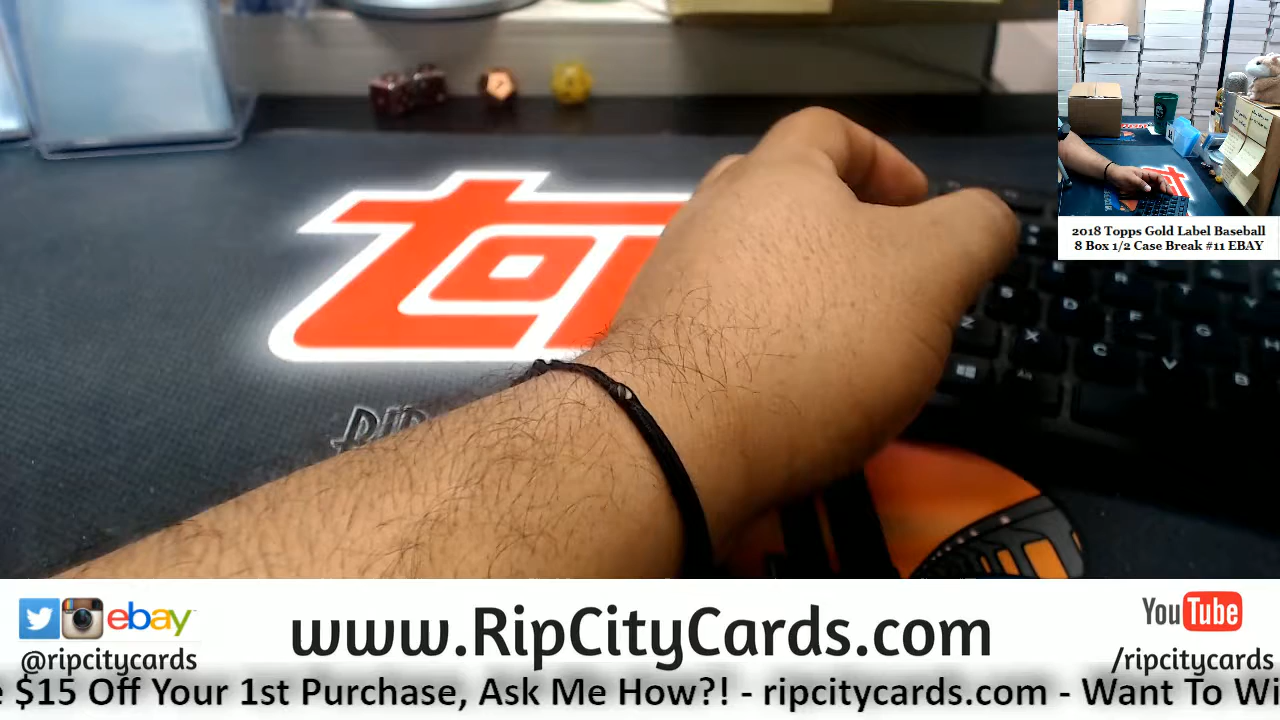 2018 Topps Gold Label Baseball
8 Box 1/2 Case Break #11 EBAY
S D R T Y
Z X C F G H
V B
Alt
ebay
@ripcitycards
www.RipCityCards.com
YouTube
/ripcitycards
$15 Off Your 1st Purchase, Ask Me How?! - ripcitycards.com - Want To